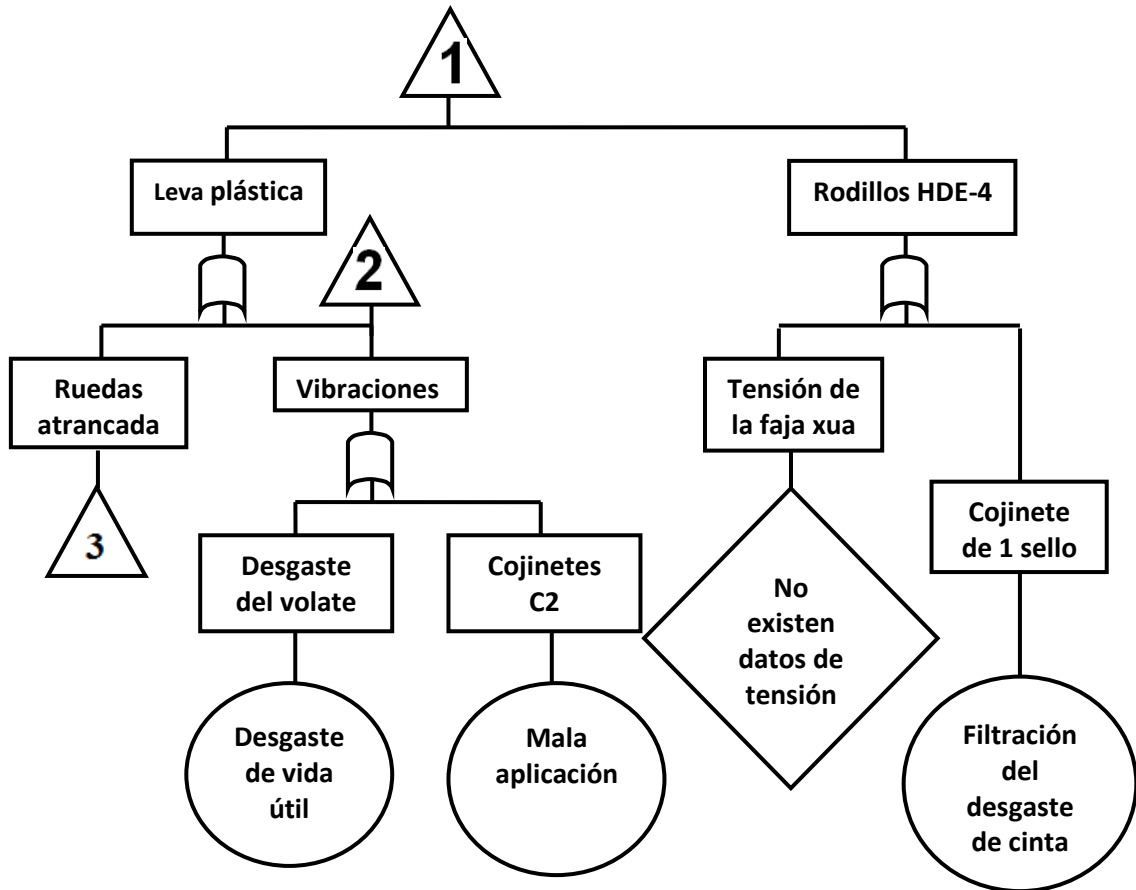 1
Leva plástica
Rodillos HDE-4
2
Ruedas
atrancada
Vibraciones
Tensión de
la faja xua
3
Desgaste
del volate
Cojinetes
C2
Cojinete
de 1 sello
No
existen
datos de
tensión
Desgaste
de vida
útil
Mala
aplicación
Filtración
del
desgaste
de cinta